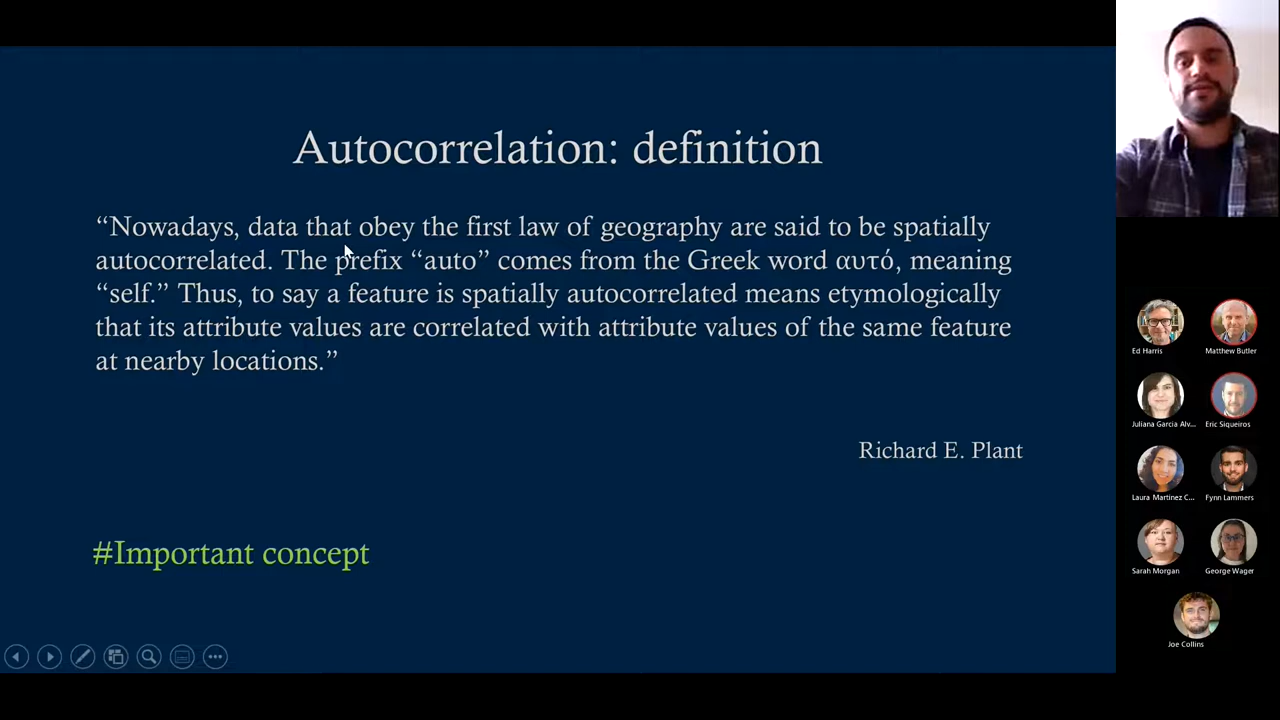 Autocorrelation: definition
“Nowadays, data that obey the first law of geography are said to be spatially
autocorrelated. The prefix “auto” comes from the Greek word αυτό, meaning
“self.” Thus, to say a feature is spatially autocorrelated means etymologically
that its attribute values are correlated with attribute values of the same feature
at nearby locations.”
Richard E. Plant
#Important concept
Ed Harris
Matthew Butler
Juliana Garcia Alv...
Eric Siqueiros
Laura Martinez C...
Fynn Lammers
Sarah Morgan
George Wager
Joe Collins